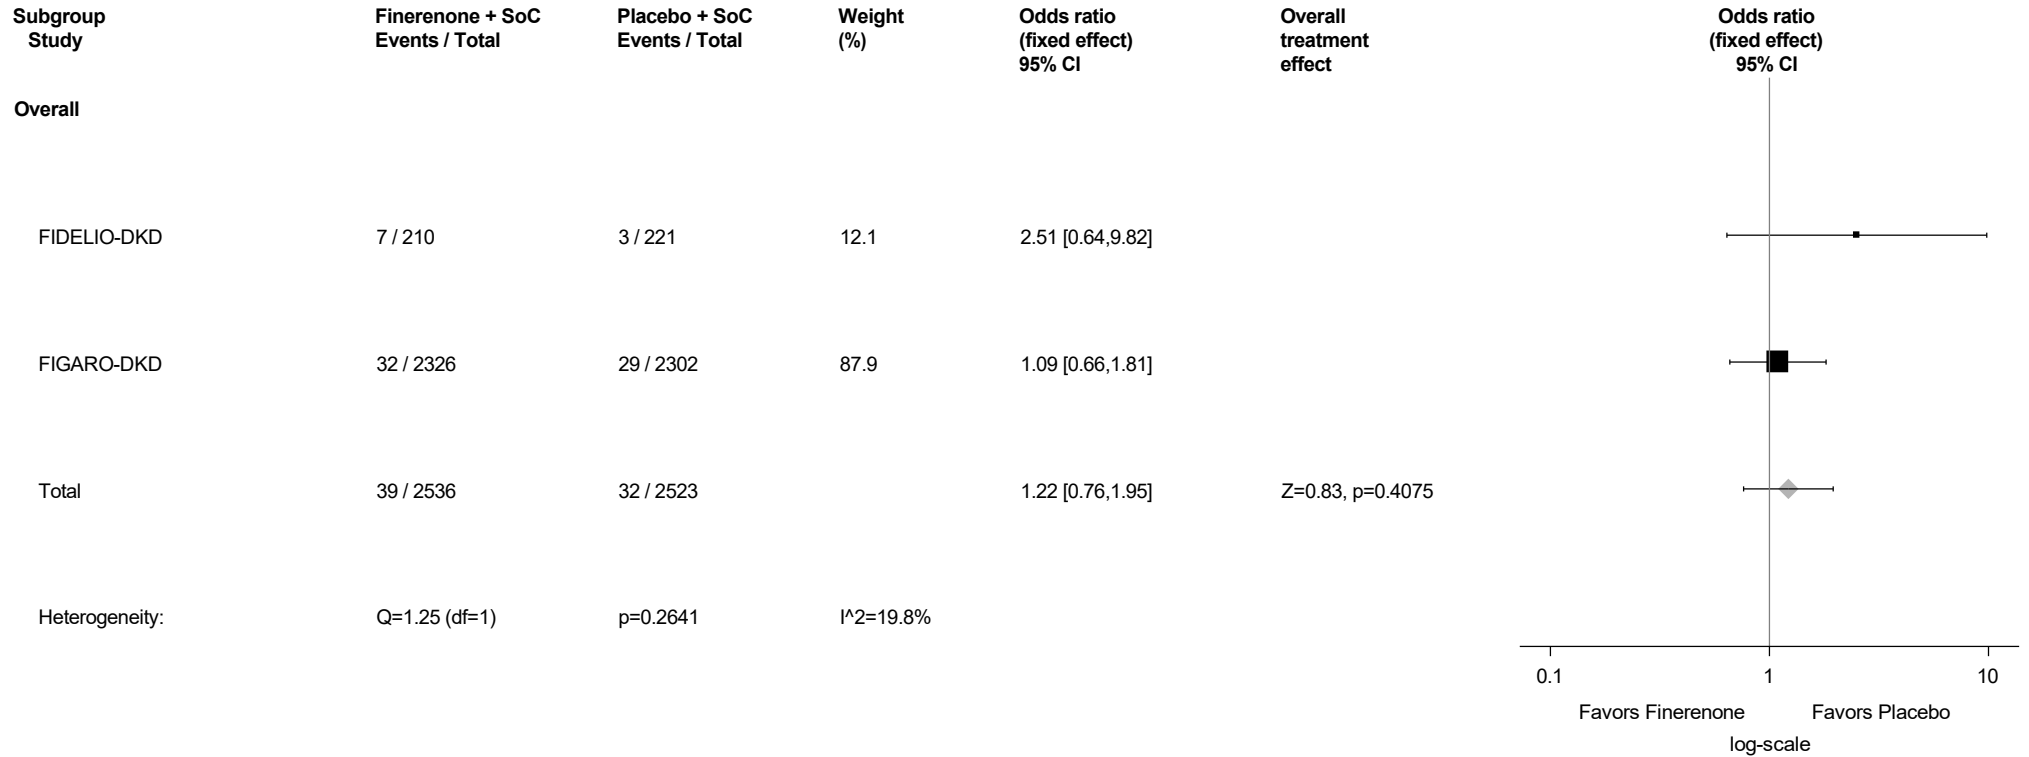 Subgroup Finerenone + SoC Placebo + SoC Weight Odds ratio Overall Odds ratio
Study Events / Total Events / Total (%) (fixed effect) treatment (fixed effect)
95% CI effect 95% CI
Overall
FIDELIO-DKD 7 / 210 3 / 221 12.1 2.51 [0.64,9.82]
FIGARO-DKD 32 / 2326 29 / 2302 87.9 1.09 [0.66,1.81]
Total 39 / 2536 32 / 2523 1.22 [0.76,1.95] Z=0.83, p=0.4075
Heterogeneity: Q=1.25 (df=1) p=0.2641 I^2=19.8%
0.1 1 10
Favors Finerenone Favors Placebo
log-scale